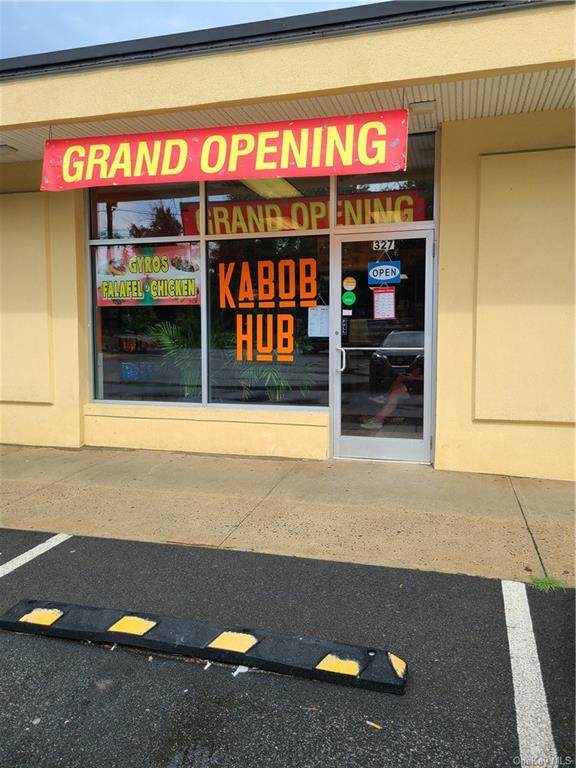 GRAND OPENING
GRAND OPENING
327
OPEN
GYROS
FALAFEL • CHICKEN
KABOB
HUB
OneKey MLS